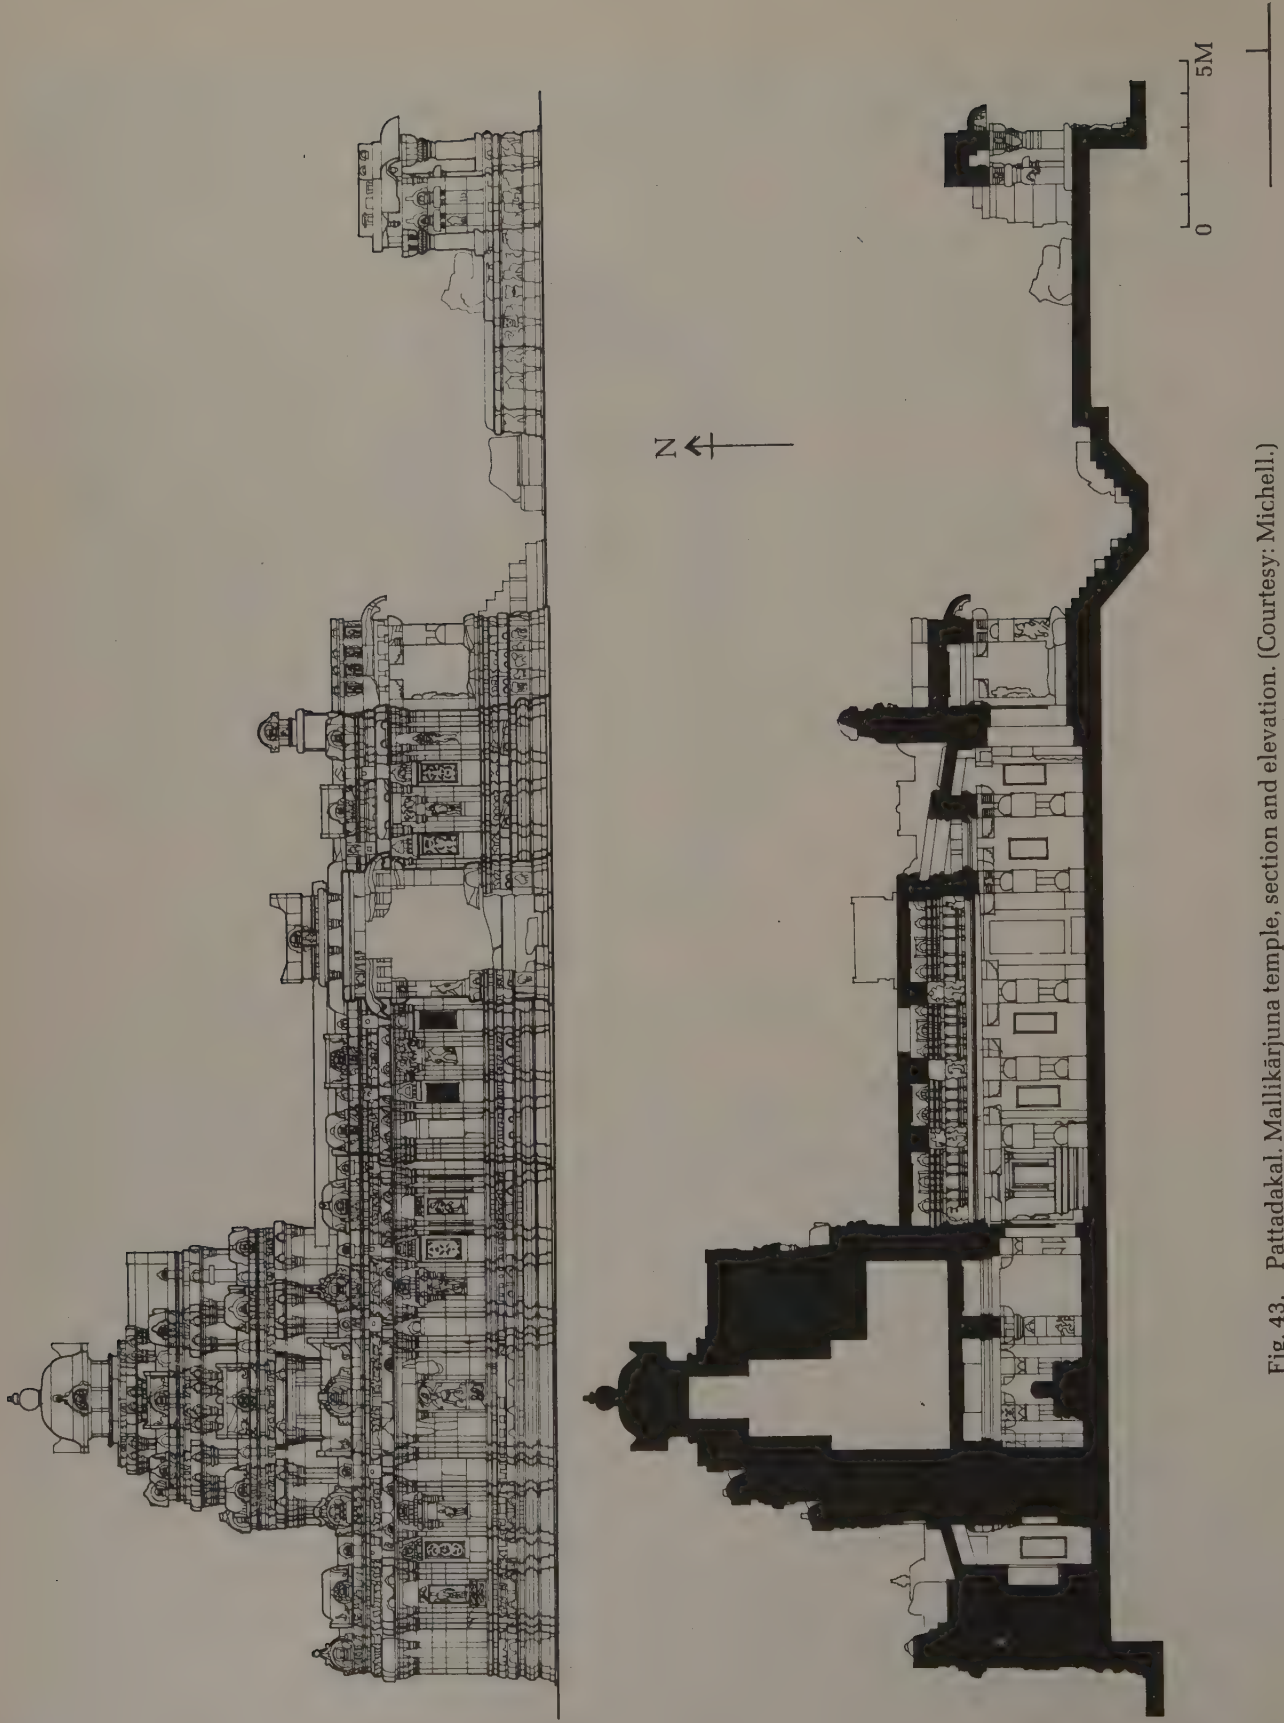 N
0 5M
Fig. 43. Pattadakal. Mallikārjuna temple, section and elevation. (Courtesy: Michell.)